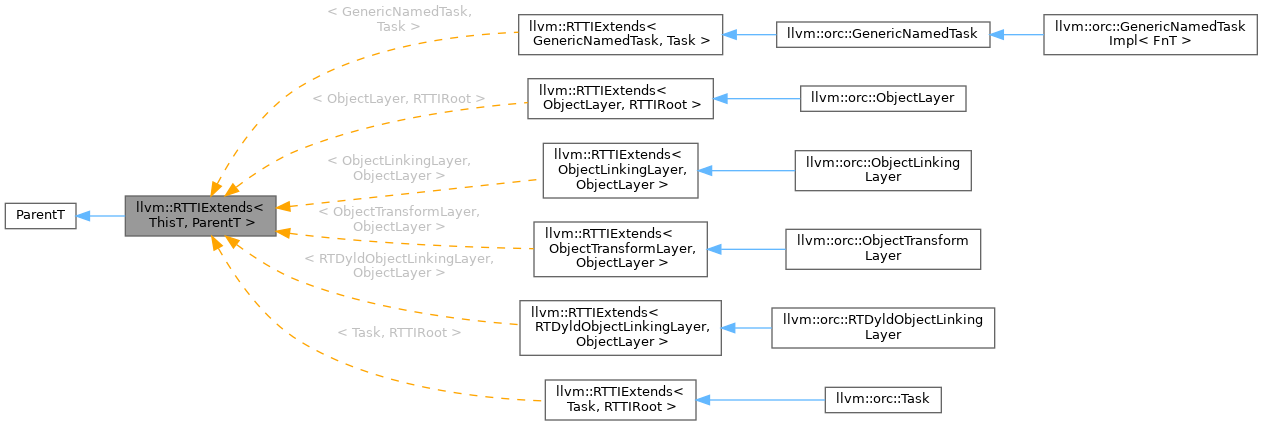 < GenericNamedTask,
Task >
llvm::RTTIExtends<
GenericNamedTask, Task >
llvm::orc::GenericNamedTask
llvm::orc::GenericNamedTask
Impl< FnT >
< ObjectLayer, RTTIRoot >
llvm::RTTIExtends<
ObjectLayer, RTTIRoot >
llvm::orc::ObjectLayer
< ObjectLinkingLayer,
ObjectLayer >
llvm::RTTIExtends<
ObjectLinkingLayer,
ObjectLayer >
llvm::orc::ObjectLinking
Layer
ParentT
llvm::RTTIExtends<
ThisT, ParentT >
< ObjectTransformLayer,
ObjectLayer >
llvm::RTTIExtends<
ObjectTransformLayer,
ObjectLayer >
llvm::orc::ObjectTransform
Layer
< RTDyldObjectLinkingLayer,
ObjectLayer >
llvm::RTTIExtends<
RTDyldObjectLinkingLayer,
ObjectLayer >
llvm::orc::RTDyldObjectLinking
Layer
< Task, RTTIRoot >
llvm::RTTIExtends<
Task, RTTIRoot >
llvm::orc::Task